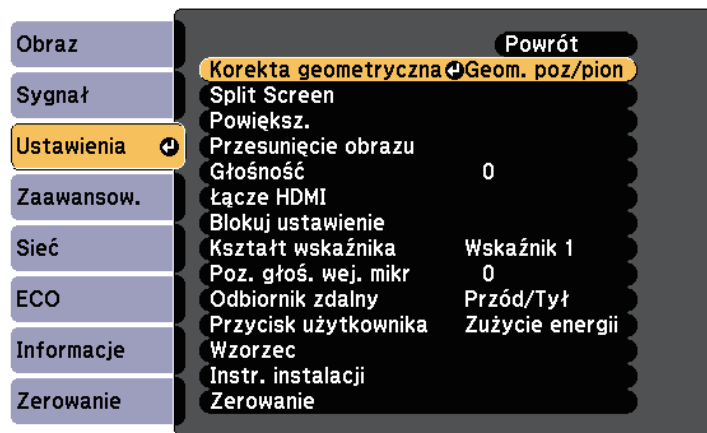 Obraz
Sygnał
Ustawienia
Zaawansow.
Sieć
ECO
Informacje
Zerowanie
Powrót
Korekta geometryczna Geom. poz/pion
Split Screen
Powiększ.
Przesunięcie obrazu
Głośność 0
Łącze HDMI
Blokuj ustawienie
Kształt wskaźnika Wskaźnik 1
Poz. głoś. wej. mikr 0
Odbiornik zdalny Przód/Tył
Przycisk użytkownika Zużycie energii
Wzorzec
Instr. instalacji
Zerowanie